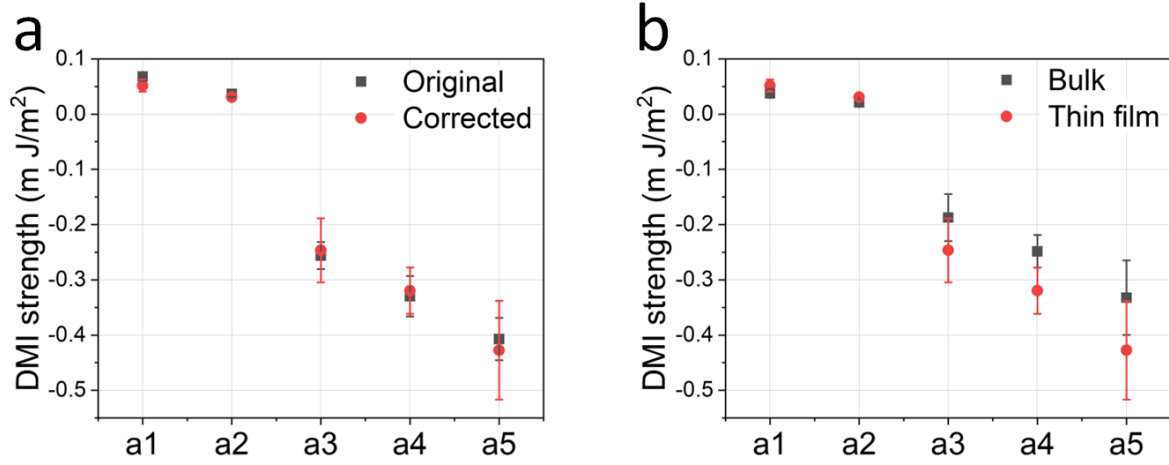 a
DMI strength (m J/m²)
0.1
0.0
-0.1
-0.2
-0.3
-0.4
-0.5
Original
Corrected
a1 a2 a3 a4 a5
b
DMI strength (m J/m²)
0.1
0.0
-0.1
-0.2
-0.3
-0.4
-0.5
Bulk
Thin film
a1 a2 a3 a4 a5